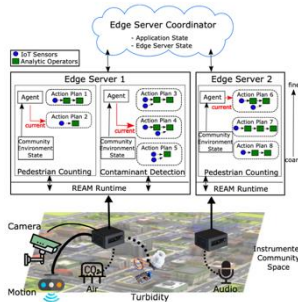 Edge Server Coordinator
- Application State
- Edge Server State
IoT Sensors
Analytic Operators
Edge Server 1
Edge Server 2
Agent
Action Plan 1
Action Plan 2
current
Community
Environment
State
Pedestrian Counting
Agent
Action Plan 3
Action Plan 4
Action Plan 5
current
Community
Environment
State
Contaminant Detection
REAM Runtime
Agent
Action Plan 6
Action Plan 7
Action Plan 8
current
Community
Environment
State
Pedestrian Counting
REAM Runtime
Camera
Motion
Air
CO₂
Turbidity
Audio
Community
Space